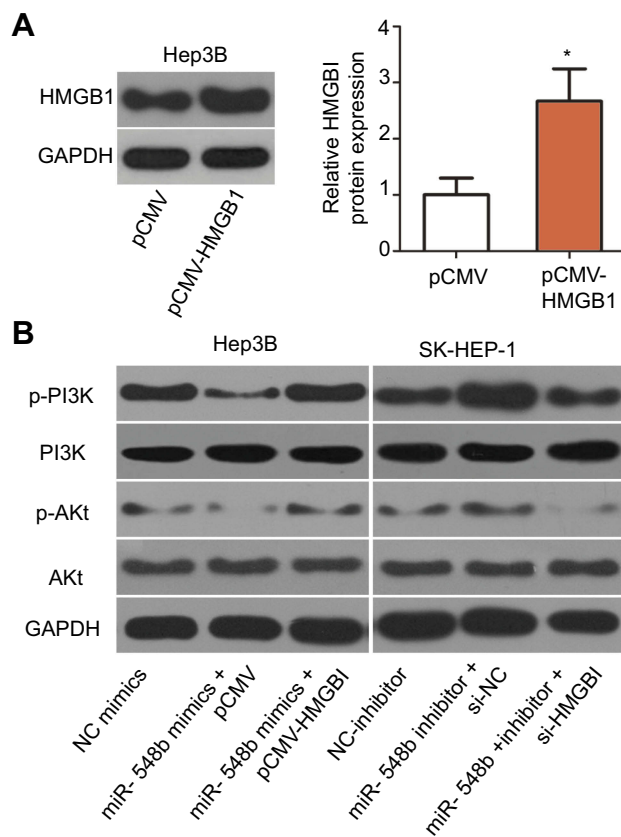 A
Hep3B
HMGB1
GAPDH
pCMV
pCMV-HMGB1
Relative HMGBI
protein expression
4
3
2
1
0
*
pCMV
pCMV-
HMGB1
B
Hep3B
SK-HEP-1
p-PI3K
PI3K
p-AKt
AKt
GAPDH
NC mimics
miR- 548b mimics +
pCMV
miR- 548b mimics +
pCMV-HMGBI
NC-inhibitor
miR- 548b inhibitor +
si-NC
miR- 548b +inhibitor +
si-HMGBI